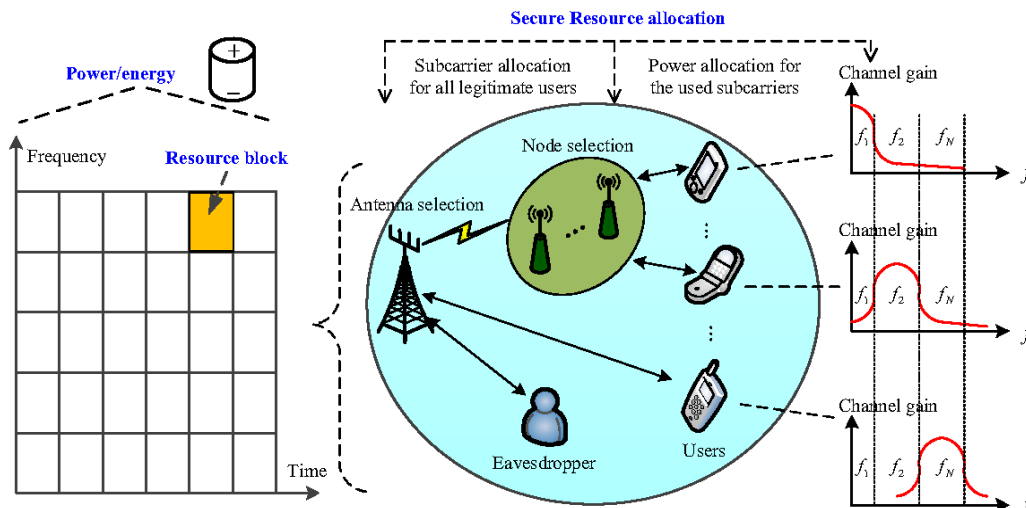 Secure Resource allocation
Power/energy
+
−
Subcarrier allocation
for all legitimate users
Power allocation for
the used subcarriers
Frequency
Resource block
Time
Antenna selection
Node selection
...
...
...
Eavesdropper
Users
Channel gain
f1 f2 fN
f
Channel gain
f1 f2 fN
f
Channel gain
f1 f2 fN